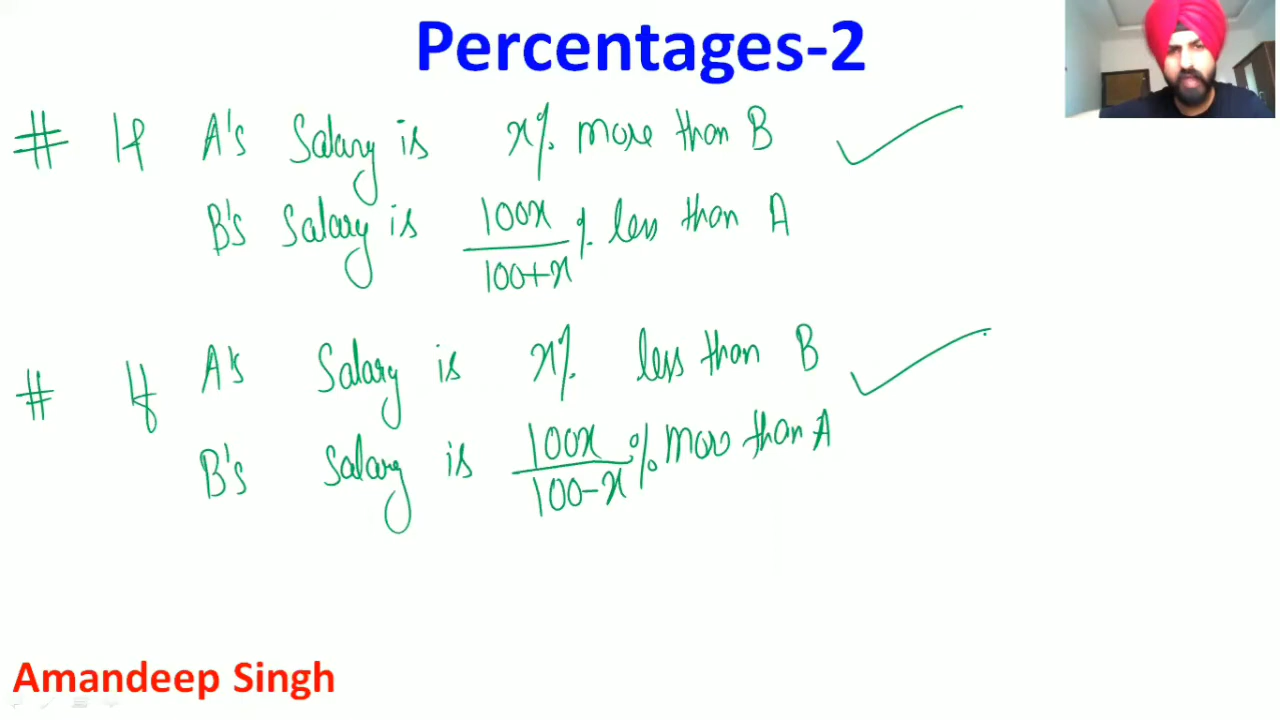 Percentages-2
# If A's Salary is x% more than B
B's Salary is 100x/100+x % less than A
# If A's Salary is x% less than B
B's Salary is 100x/100-x % more than A
Amandeep Singh